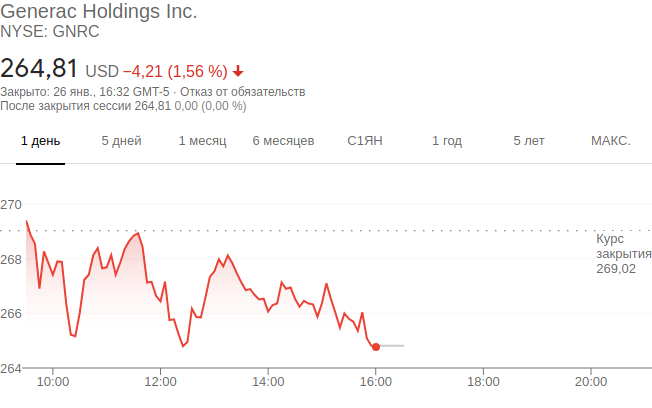 Generac Holdings Inc.
NYSE: GNRC
264,81 USD −4,21 (1,56 %)
Закрыто: 26 янв., 16:32 GMT-5 · Отказ от обязательств
После закрытия сессии 264,81 0,00 (0,00 %)
1 день 5 дней 1 месяц 6 месяцев С1ЯН 1 год 5 лет МАКС.
270
Курс
закрытия
269,02
268
266
264
10:00 12:00 14:00 16:00 18:00 20:00